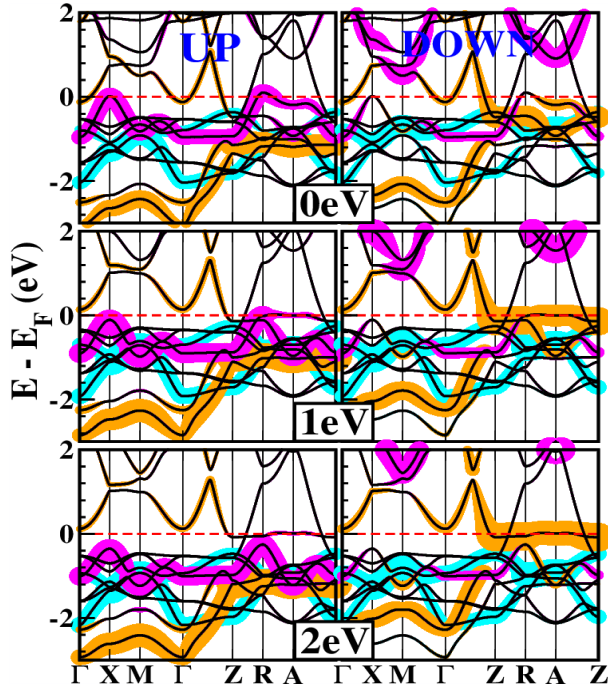 2
UP
DOWN
0
-2
0eV
2
0
-2
1eV
2
0
-2
2eV
E - E_F (eV)
Γ X M Γ Z R A Γ X M Γ Z R A Z